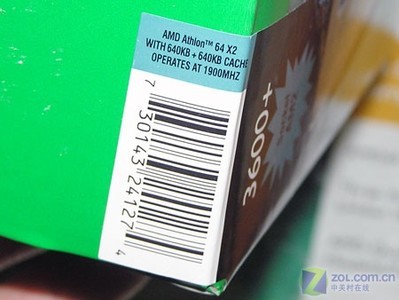 AMD Athlon™ 64 X2
WITH 640KB + 640KB CACHE
OPERATES AT 1900MHZ
7 30143 24127 4
3600+
ZOL.COM.CN
中关村在线